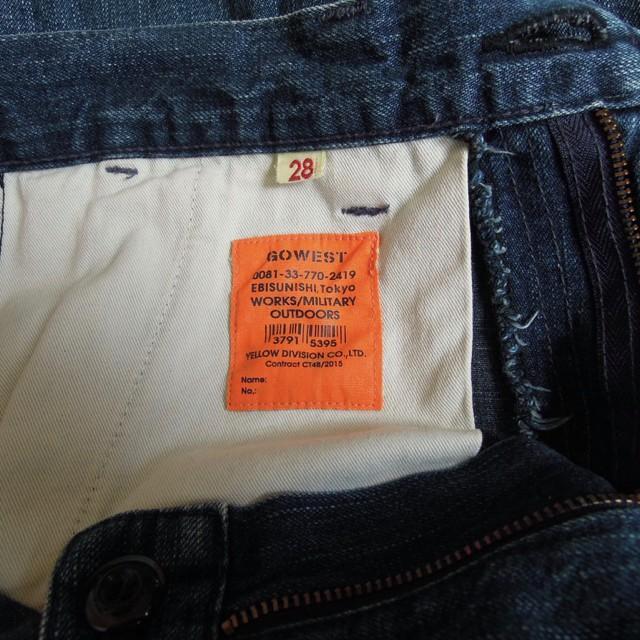 28
GOWEST
0081-33-770-2419
EBISUNISHI,Tokyo
WORKS/MILITARY
OUTDOORS
3791 5395
YELLOW DIVISION CO.,LTD.
Contract CT48/2015
Name:
No.: